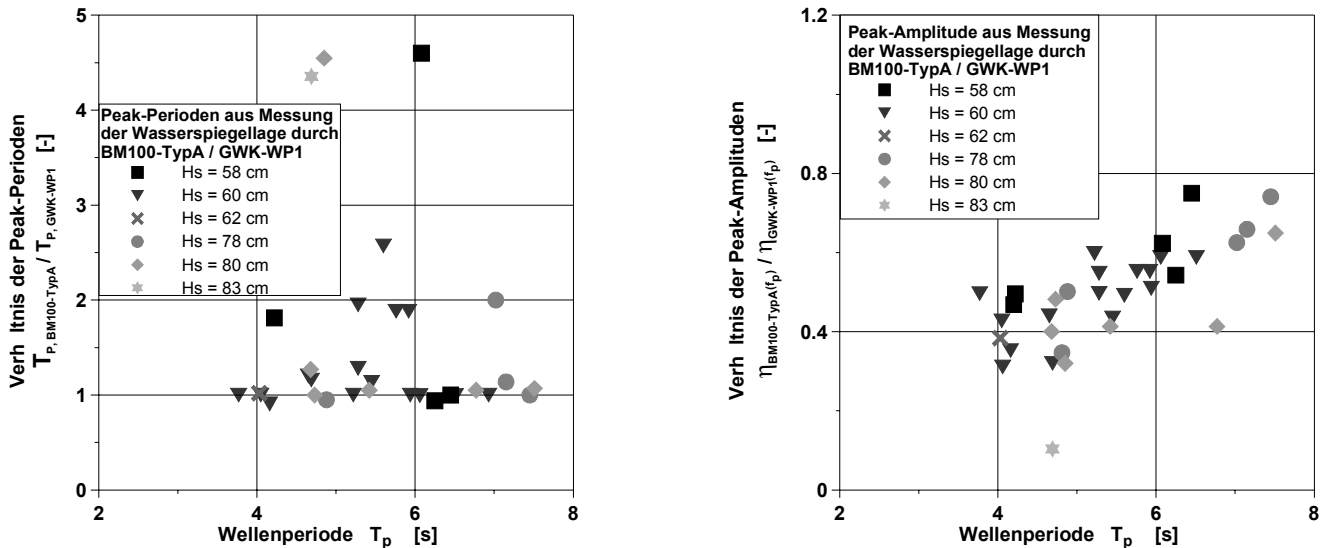 5
4
3
2
1
0
Verh ltnis der Peak-Perioden
T_P, BM100-TypA / T_P, GWK-WP1 [-]
Peak-Perioden aus Messung
der Wasserspiegellage durch
BM100-TypA / GWK-WP1
Hs = 58 cm
Hs = 60 cm
Hs = 62 cm
Hs = 78 cm
Hs = 80 cm
Hs = 83 cm
2 4 6 8
Wellenperiode T_p [s]
1.2
0.8
0.4
0
Verh ltnis der Peak-Amplituden
η_BM100-TypA(f_p) / η_GWK-WP1(f_p) [-]
Peak-Amplitude aus Messung
der Wasserspiegellage durch
BM100-TypA / GWK-WP1
Hs = 58 cm
Hs = 60 cm
Hs = 62 cm
Hs = 78 cm
Hs = 80 cm
Hs = 83 cm
2 4 6 8
Wellenperiode T_p [s]